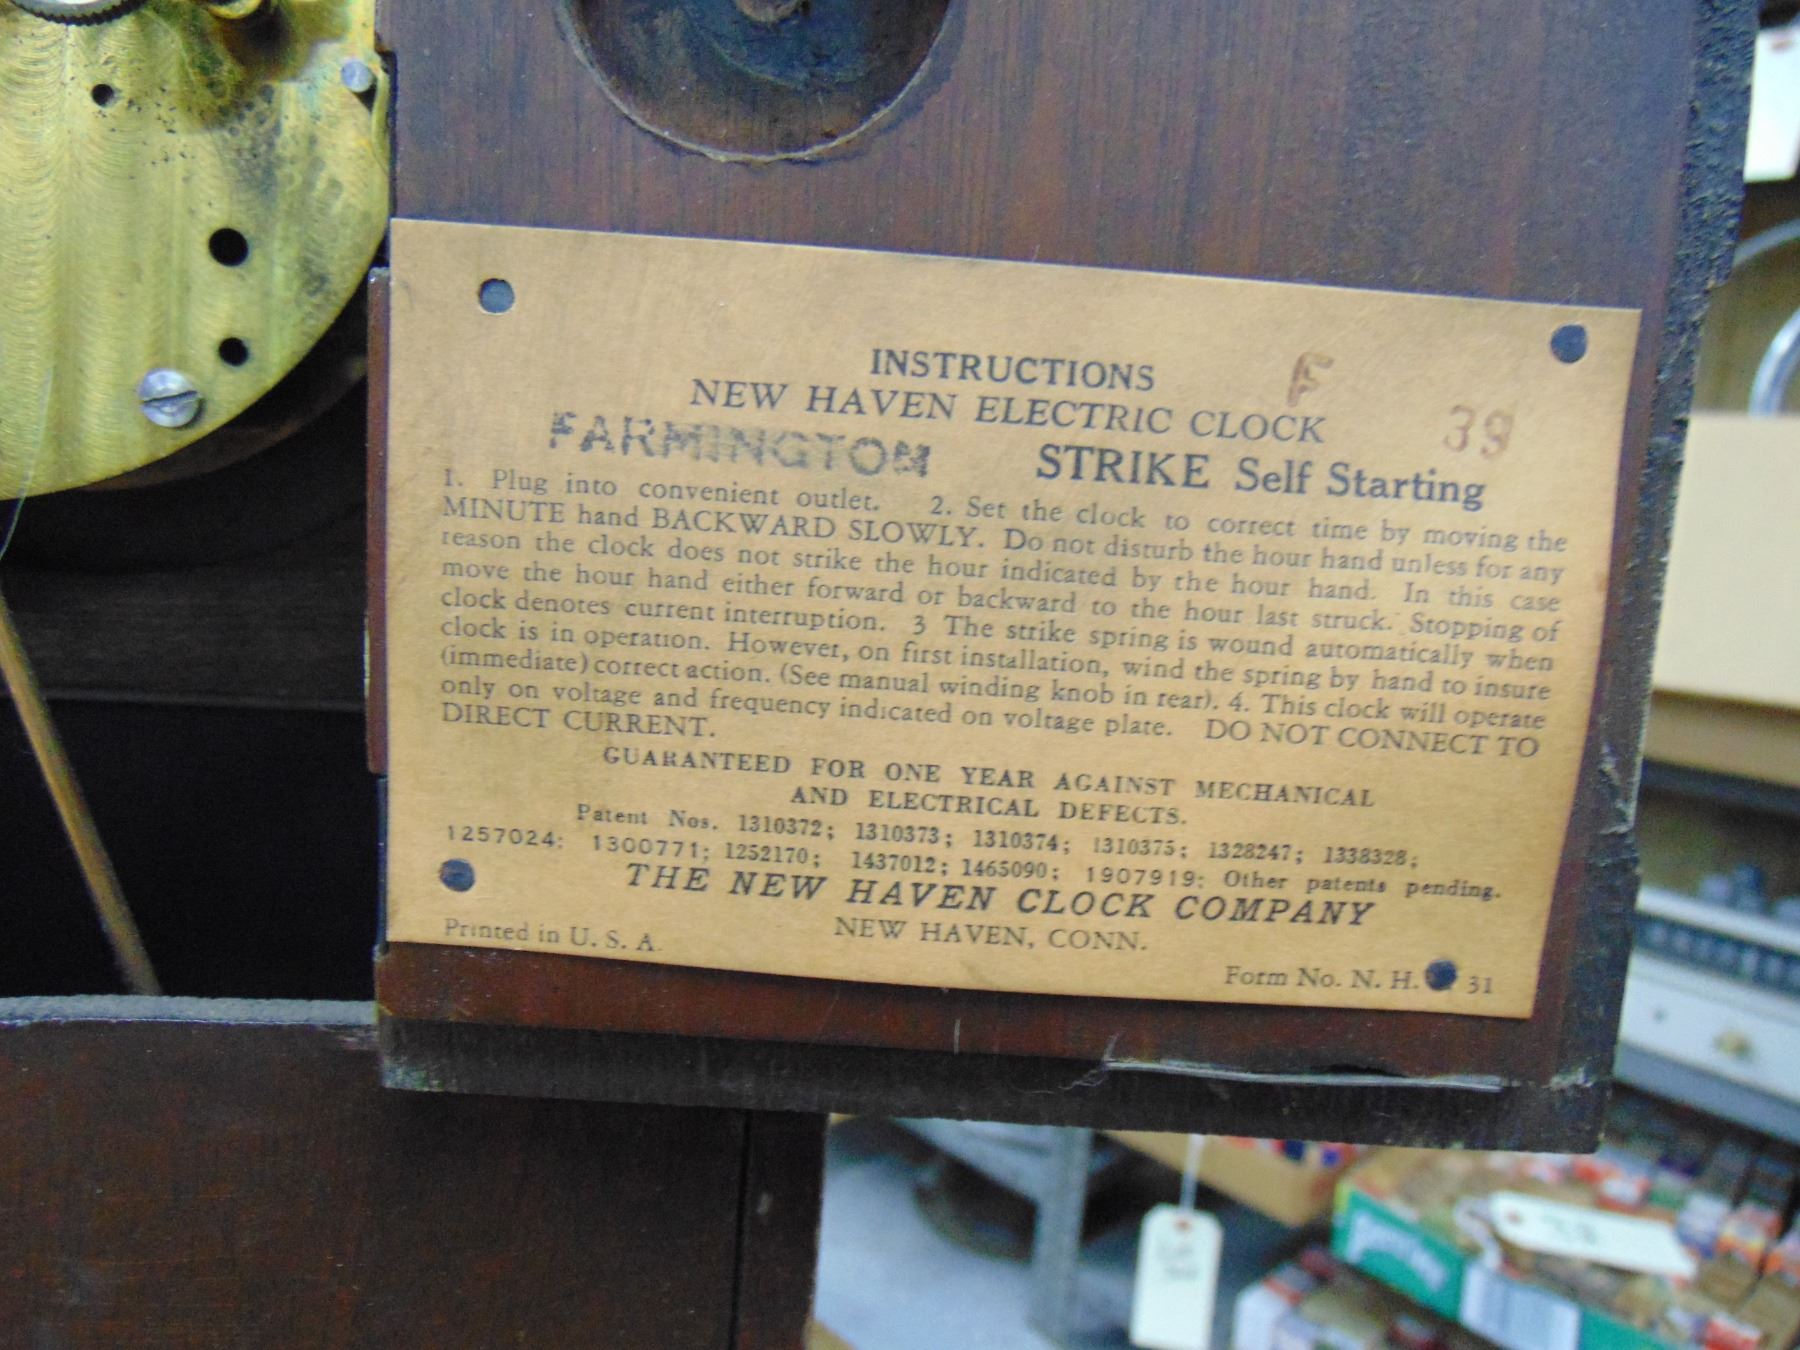 INSTRUCTIONS
F
NEW HAVEN ELECTRIC CLOCK
39
FARMINGTON STRIKE Self Starting
1. Plug into convenient outlet. 2. Set the clock to correct time by moving the
MINUTE hand BACKWARD SLOWLY. Do not disturb the hour hand unless for any
reason the clock does not strike the hour indicated by the hour hand. In this case
move the hour hand either forward or backward to the hour last struck. Stopping of
clock denotes current interruption. 3 The strike spring is wound automatically when
clock is in operation. However, on first installation, wind the spring by hand to insure
(immediate) correct action. (See manual winding knob in rear). 4. This clock will operate
only on voltage and frequency indicated on voltage plate. DO NOT CONNECT TO
DIRECT CURRENT.
GUARANTEED FOR ONE YEAR AGAINST MECHANICAL
AND ELECTRICAL DEFECTS.
Patent Nos. 1310372; 1310373; 1310374; 1310375; 1328247; 1338328;
1257024; 1300771; 1252170; 1437012; 1465090; 1907919; Other patents pending.
THE NEW HAVEN CLOCK COMPANY
NEW HAVEN, CONN.
Printed in U. S. A.
Form No. N. H. 31